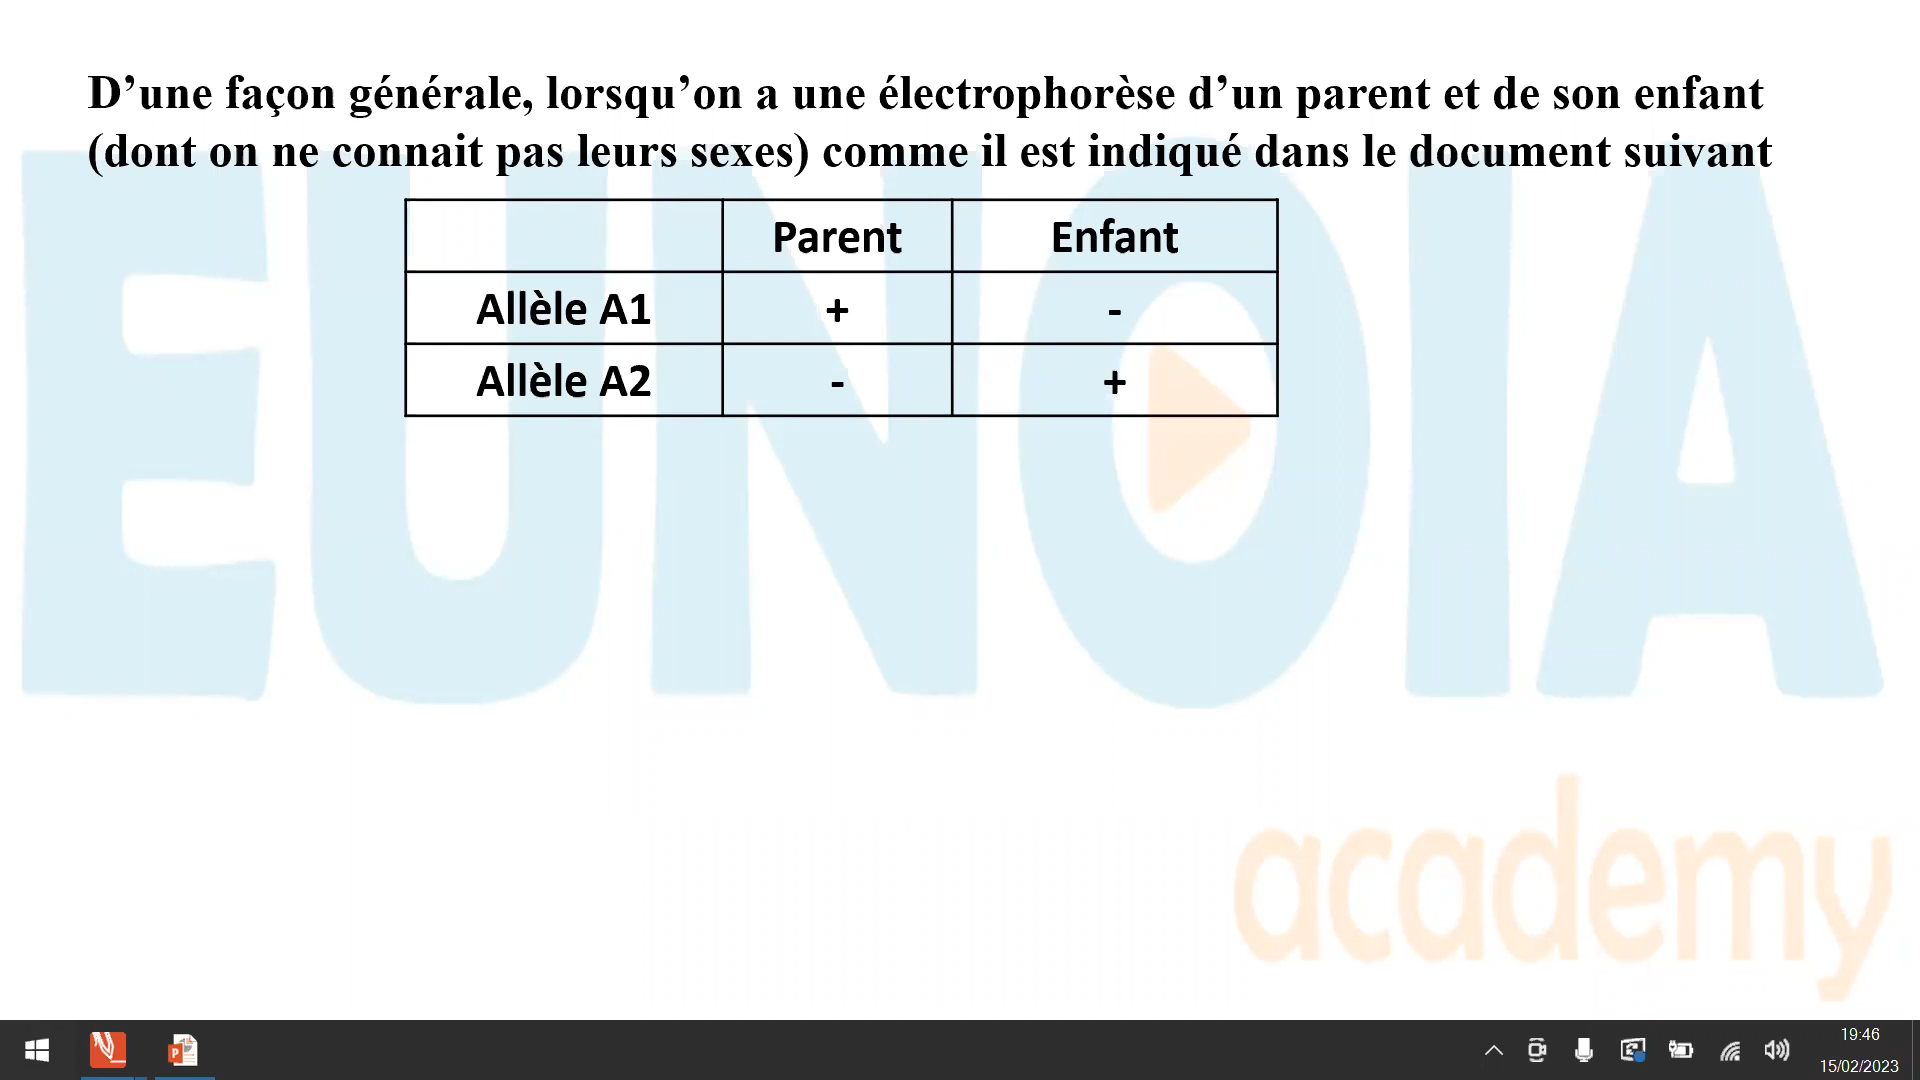 D’une façon générale, lorsqu’on a une électrophorèse d’un parent et de son enfant
(dont on ne connait pas leurs sexes) comme il est indiqué dans le document suivant
Parent Enfant
Allèle A1 + -
Allèle A2 - +
EUNOIA
academy
19:46
15/02/2023